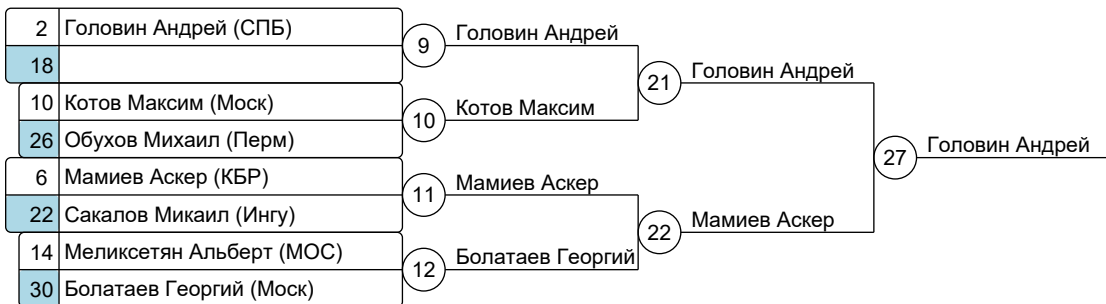 2 Головин Андрей (СПБ)
18
10 Котов Максим (Моск)
26 Обухов Михаил (Перм)
6 Мамиев Аскер (КБР)
22 Сакалов Микаил (Ингу)
14 Меликсетян Альберт (МОС)
30 Болатаев Георгий (Моск)
9 Головин Андрей
10 Котов Максим
11 Мамиев Аскер
12 Болатаев Георгий
21 Головин Андрей
22 Мамиев Аскер
27 Головин Андрей